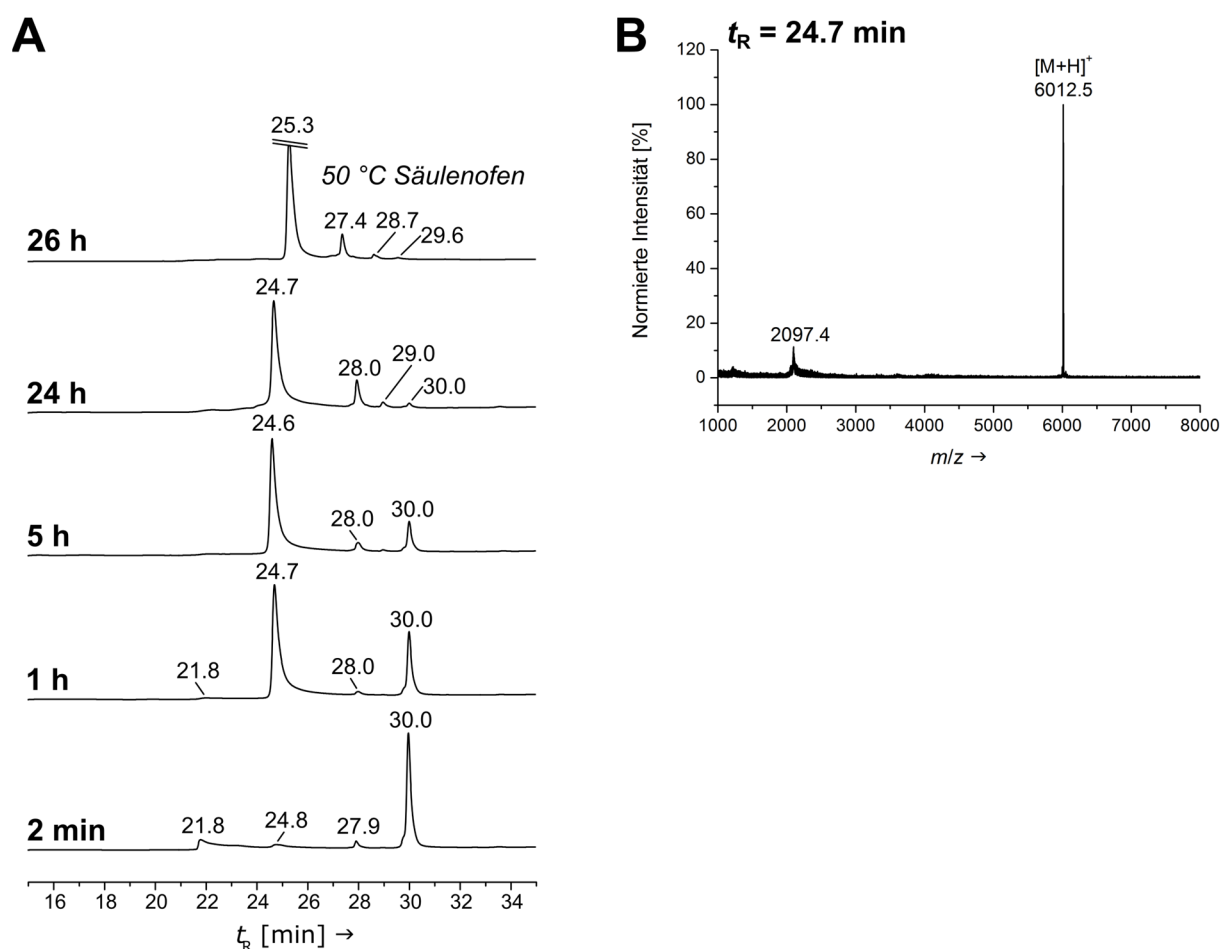 A
25.3
50 °C Säulenofen
27.4
28.7
29.6
26 h
24.7
28.0
29.0
30.0
24 h
24.6
28.0
30.0
5 h
24.7
21.8
28.0
30.0
1 h
30.0
21.8
24.8
27.9
2 min
16 18 20 22 24 26 28 30 32 34
tR [min] →
B
tR = 24.7 min
[M+H]+
6012.5
2097.4
120
100
80
60
40
20
0
Normierte Intensität [%]
1000 2000 3000 4000 5000 6000 7000 8000
m/z →